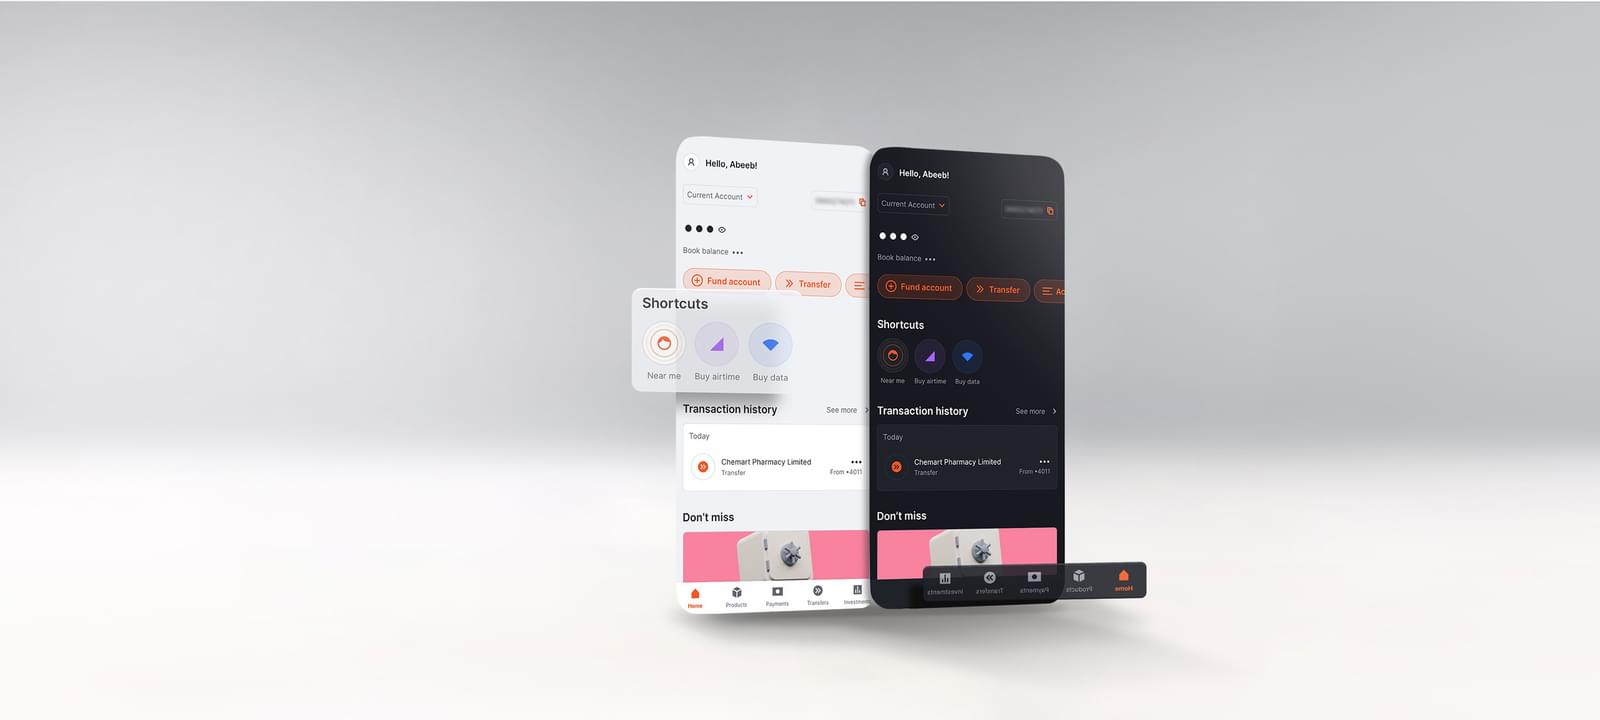 Hello, Abeeb!
Current Account
Book balance •••
Fund account
Transfer
Shortcuts
Near me
Buy airtime
Buy data
Transaction history
See more
Today
Chemart Pharmacy Limited
Transfer
From •4011
Don't miss
Home
Products
Payments
Transfers
Investments
Hello, Abeeb!
Current Account
Book balance •••
Fund account
Transfer
Ac
Shortcuts
Near me
Buy airtime
Buy data
Transaction history
See more
Today
Chemart Pharmacy Limited
Transfer
From •4011
Don't miss
Investments
Transfers
Payments
Products
Home